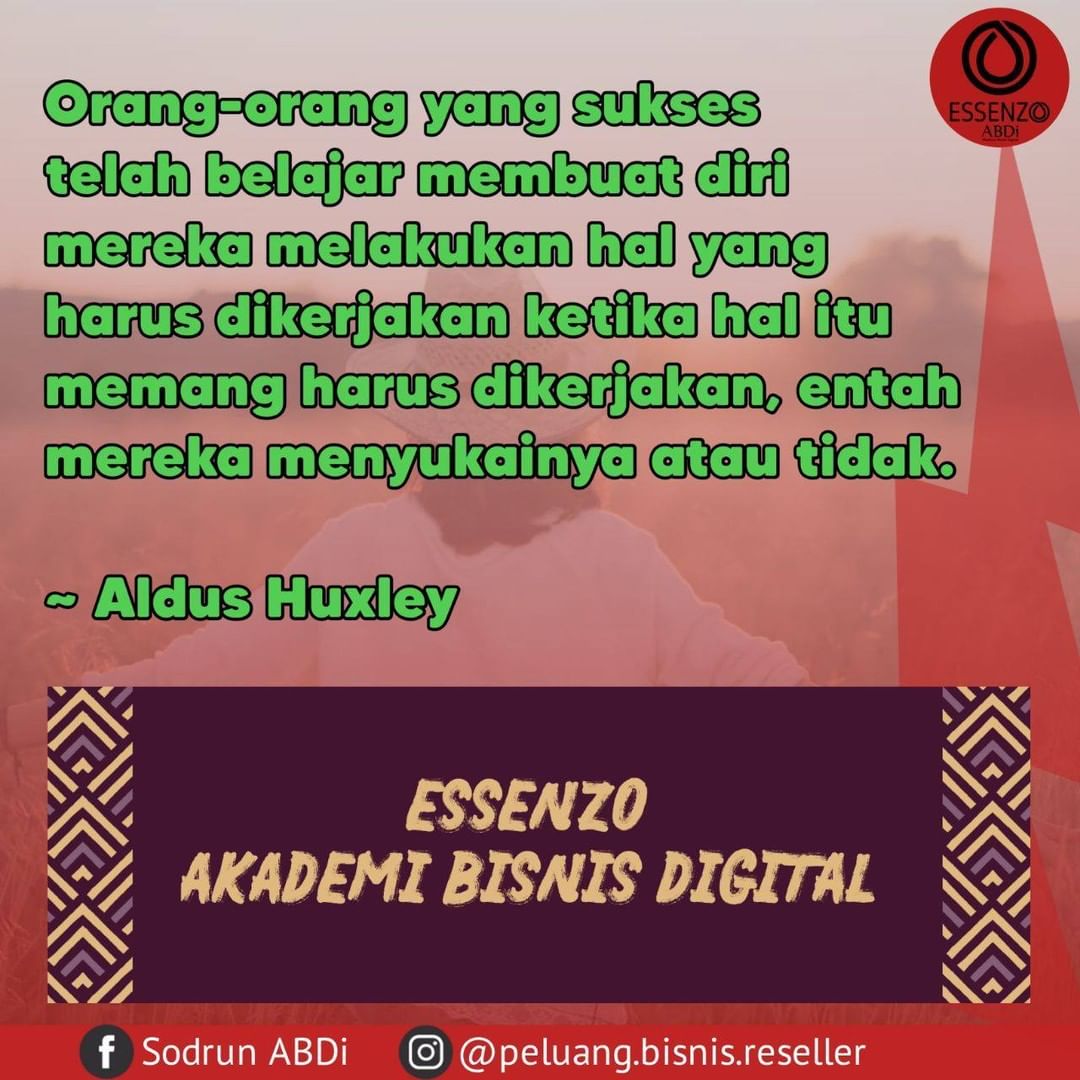 ESSENZO
ABDi
Orang-orang yang sukses
telah belajar membuat diri
mereka melakukan hal yang
harus dikerjakan ketika hal itu
memang harus dikerjakan, entah
mereka menyukainya atau tidak.
~ Aldus Huxley
ESSENZO
AKADEMI BISNIS DIGITAL
Sodrun ABDi
@peluang.bisnis.reseller